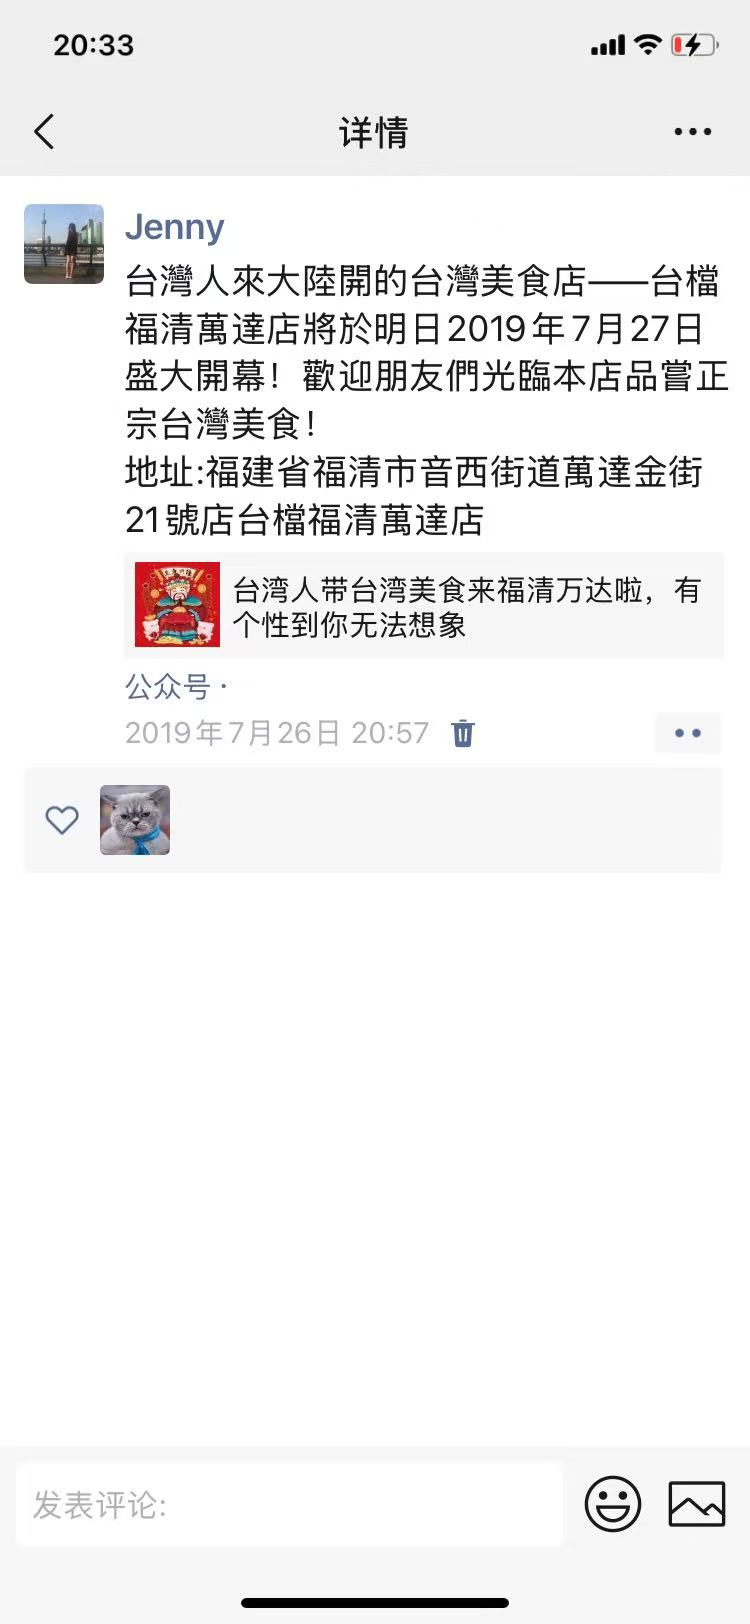 20:33
详情
Jenny
台灣人來大陸開的台灣美食店——台檔
福清萬達店將於明日2019年7月27日
盛大開幕！歡迎朋友們光臨本店品嘗正
宗台灣美食！
地址:福建省福清市音西街道萬達金街
21號店台檔福清萬達店
台湾人带台湾美食来福清万达啦，有
个性到你无法想象
公众号 ·
2019年7月26日 20:57
发表评论: